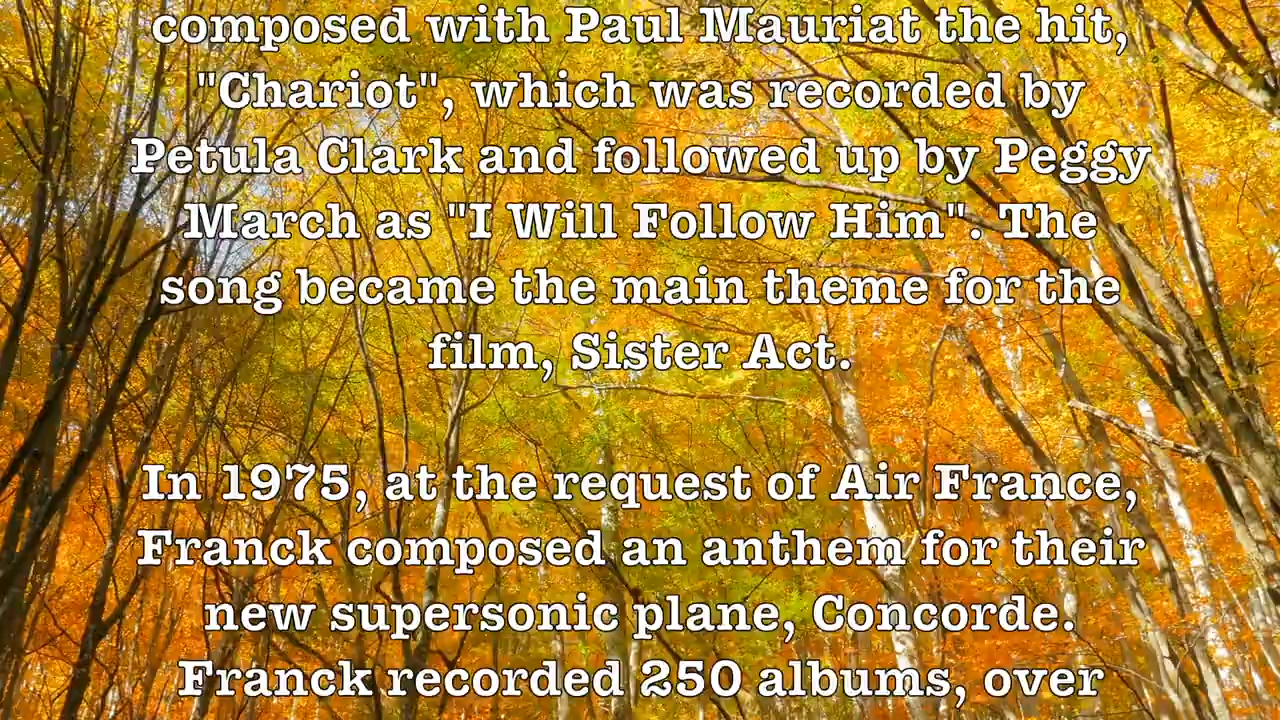 composed with Paul Mauriat the hit,
"Chariot", which was recorded by
Petula Clark and followed up by Peggy
March as "I Will Follow Him". The
song became the main theme for the
film, Sister Act.
In 1975, at the request of Air France,
Franck composed an anthem for their
new supersonic plane, Concorde.
Franck recorded 250 albums, over